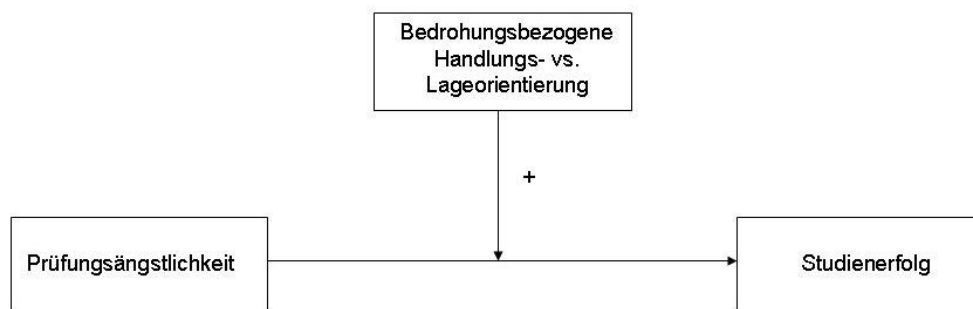 Bedrohungsbezogene
Handlungs- vs.
Lageorientierung
+
Prüfungsängstlichkeit
Studienerfolg